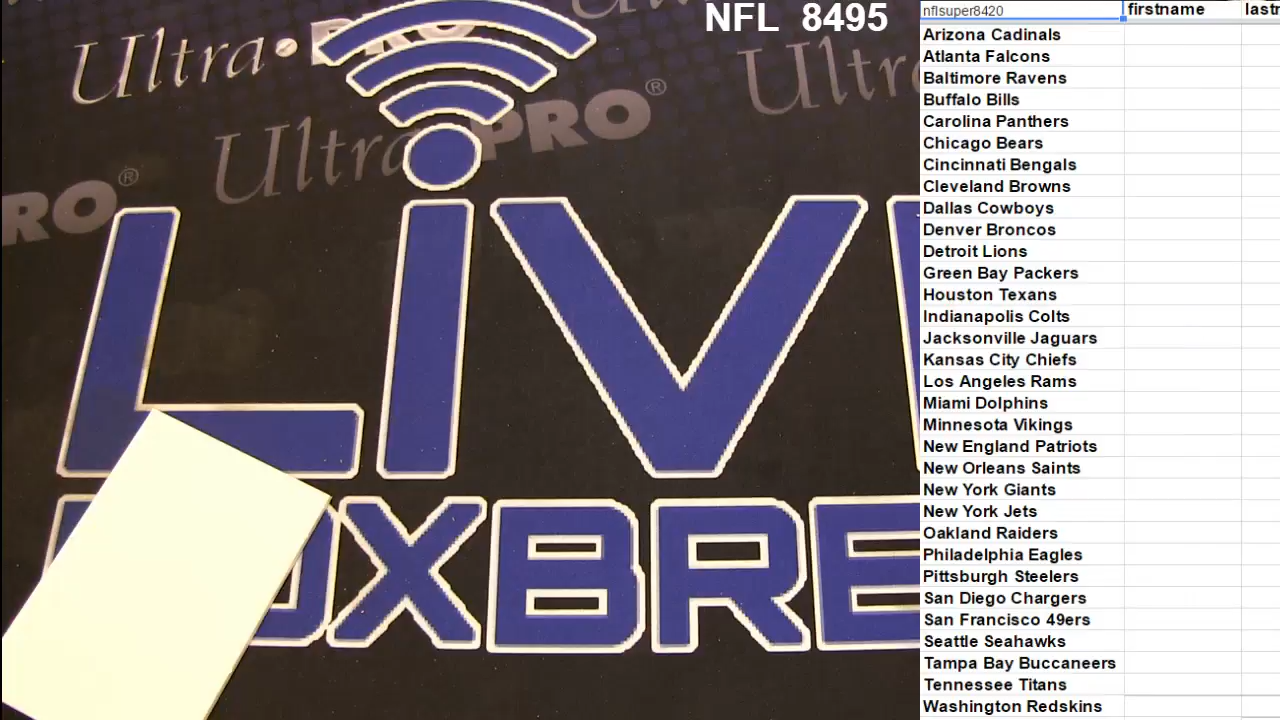 NFL 8495
Ultra•PRO
Ultra PRO®
Ultra
RO®
LiV
OXBRE
nflsuper8420
firstname
Arizona Cadinals
Atlanta Falcons
Baltimore Ravens
Buffalo Bills
Carolina Panthers
Chicago Bears
Cincinnati Bengals
Cleveland Browns
Dallas Cowboys
Denver Broncos
Detroit Lions
Green Bay Packers
Houston Texans
Indianapolis Colts
Jacksonville Jaguars
Kansas City Chiefs
Los Angeles Rams
Miami Dolphins
Minnesota Vikings
New England Patriots
New Orleans Saints
New York Giants
New York Jets
Oakland Raiders
Philadelphia Eagles
Pittsburgh Steelers
San Diego Chargers
San Francisco 49ers
Seattle Seahawks
Tampa Bay Buccaneers
Tennessee Titans
Washington Redskins